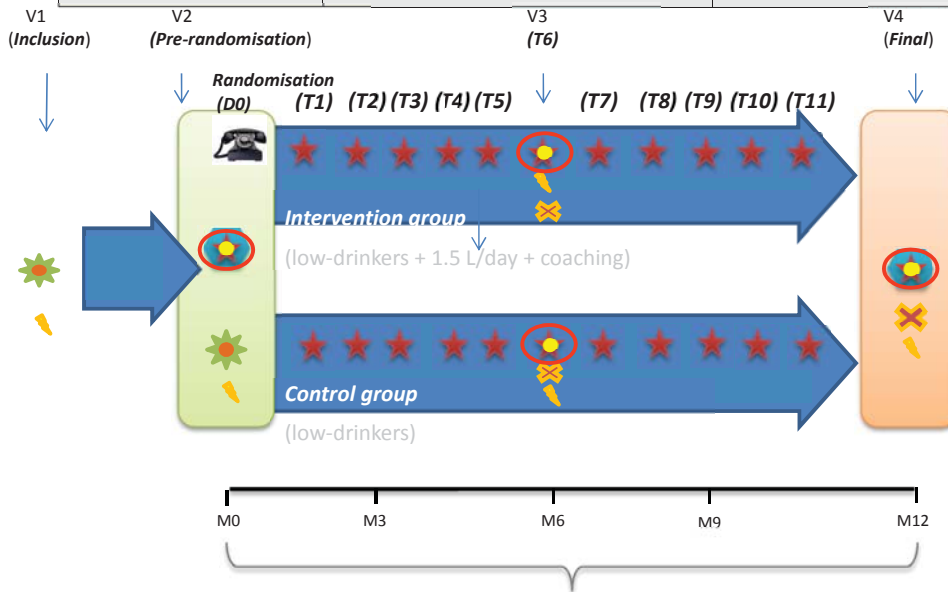 V1
(Inclusion)
V2
(Pre-randomisation)
V3
(T6)
V4
(Final)
Randomisation
(D0)
(T1) (T2) (T3) (T4) (T5) (T7) (T8) (T9) (T10) (T11)
Intervention group
(low-drinkers + 1.5 L/day + coaching)
Control group
(low-drinkers)
M0 M3 M6 M9 M12